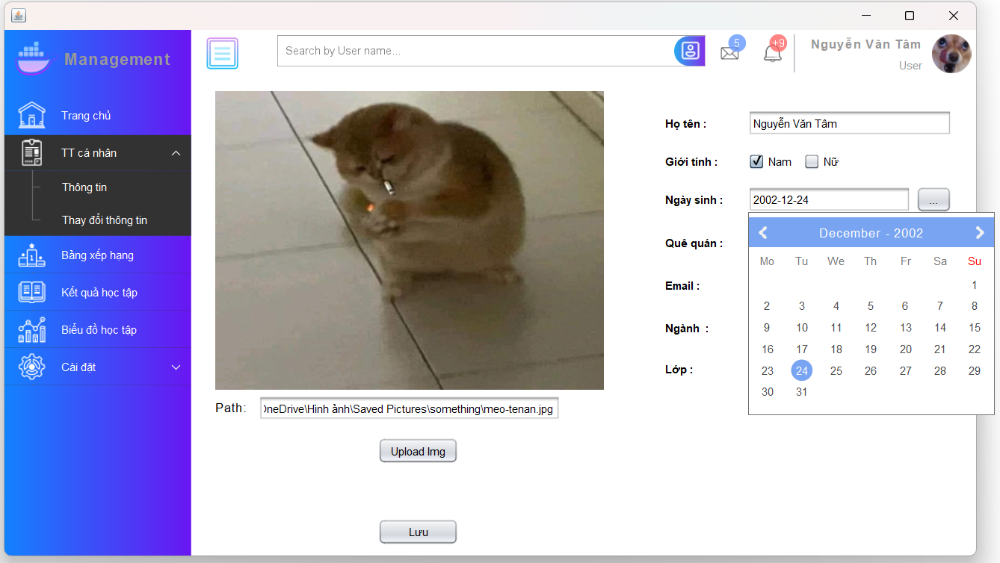 Management
Search by User name...
5
+9
Nguyễn Văn Tâm
User
Trang chủ
TT cá nhân
Thông tin
Thay đổi thông tin
Bảng xếp hạng
Kết quả học tập
Biểu đồ học tập
Cài đặt
Path:
OneDrive\Hình ảnh\Saved Pictures\something\meo-tenan.jpg
Upload Img
Lưu
Họ tên :
Nguyễn Văn Tâm
Giới tính :
Nam
Nữ
Ngày sinh :
2002-12-24
...
Quê quán :
Email :
Ngành :
Lớp :
December - 2002
Mo Tu We Th Fr Sa Su
1
2 3 4 5 6 7 8
9 10 11 12 13 14 15
16 17 18 19 20 21 22
23 24 25 26 27 28 29
30 31